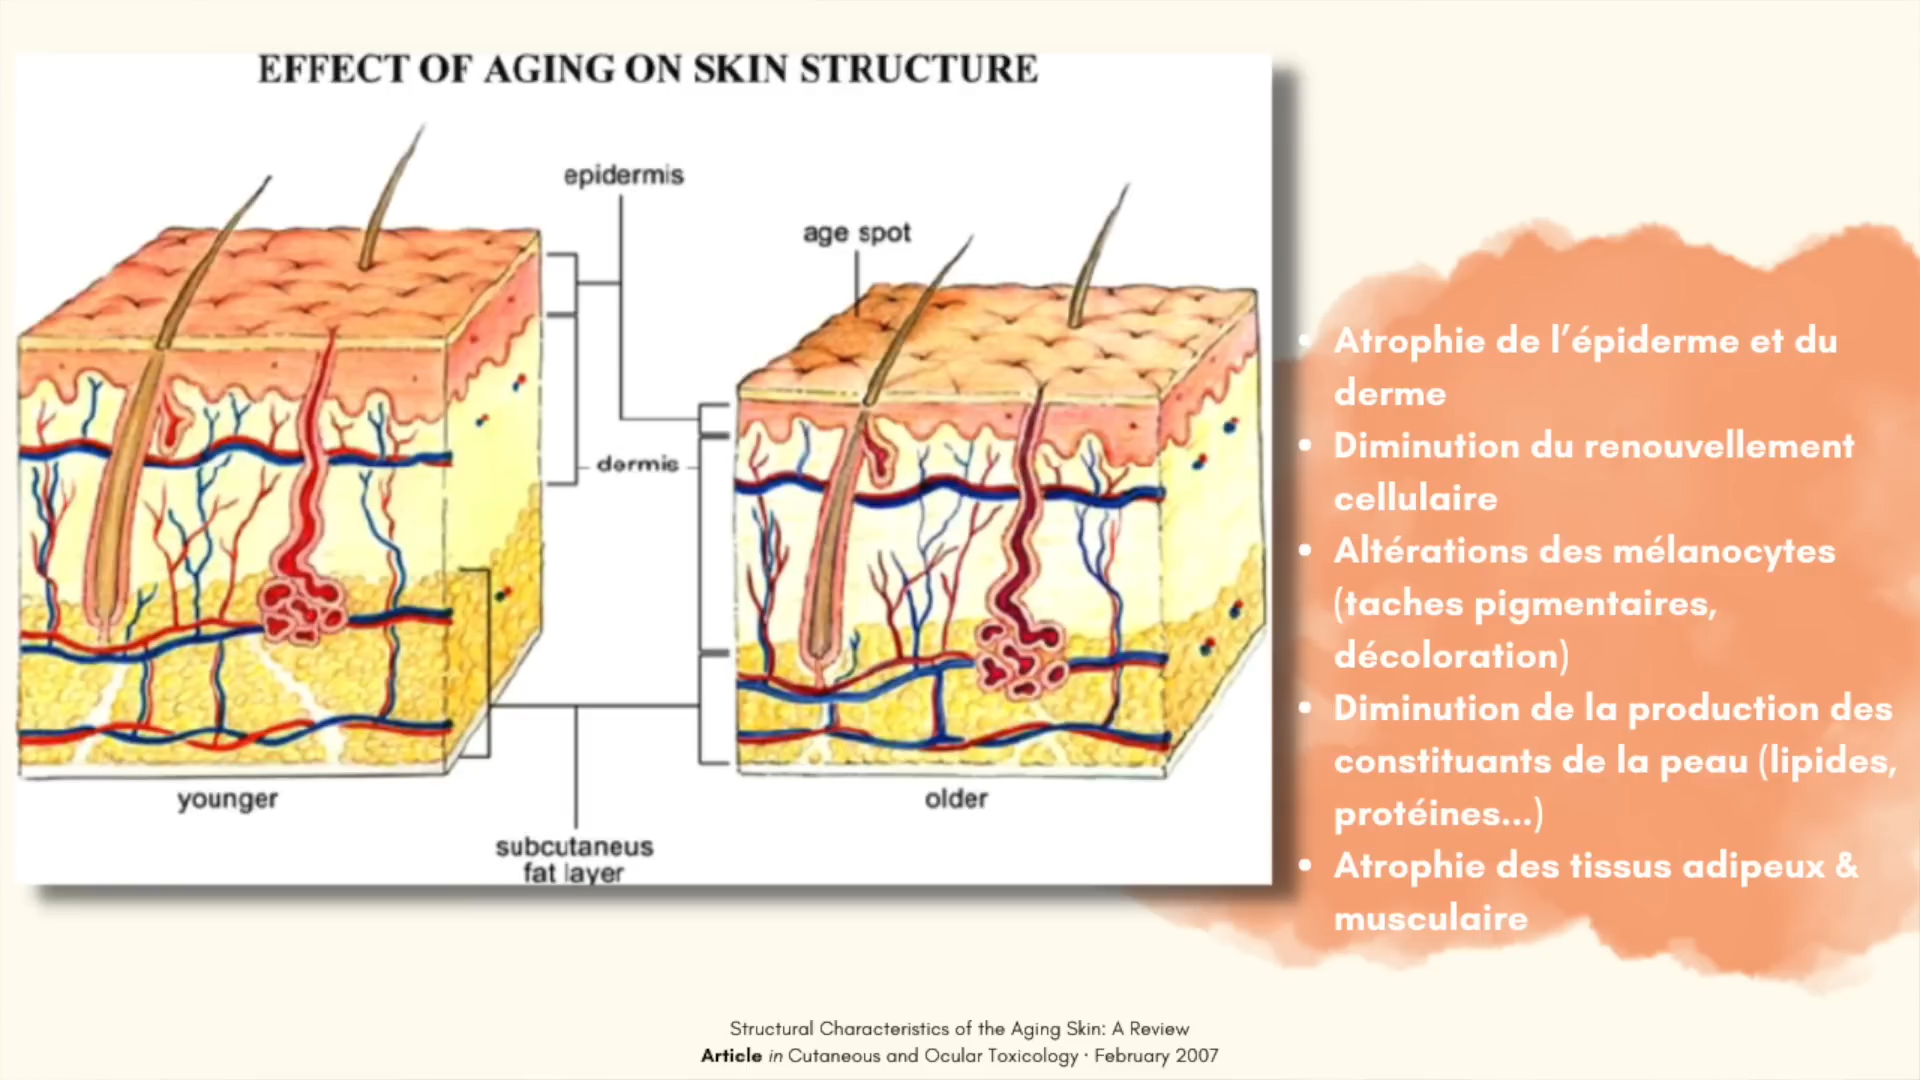 EFFECT OF AGING ON SKIN STRUCTURE
epidermis
age spot
dermis
younger
older
subcutaneus
fat layer
• Atrophie de l’épiderme et du
derme
• Diminution du renouvellement
cellulaire
• Altérations des mélanocytes
(taches pigmentaires,
décoloration)
• Diminution de la production des
constituants de la peau (lipides,
protéines...)
• Atrophie des tissus adipeux &
musculaire
Structural Characteristics of the Aging Skin: A Review
Article in Cutaneous and Ocular Toxicology · February 2007